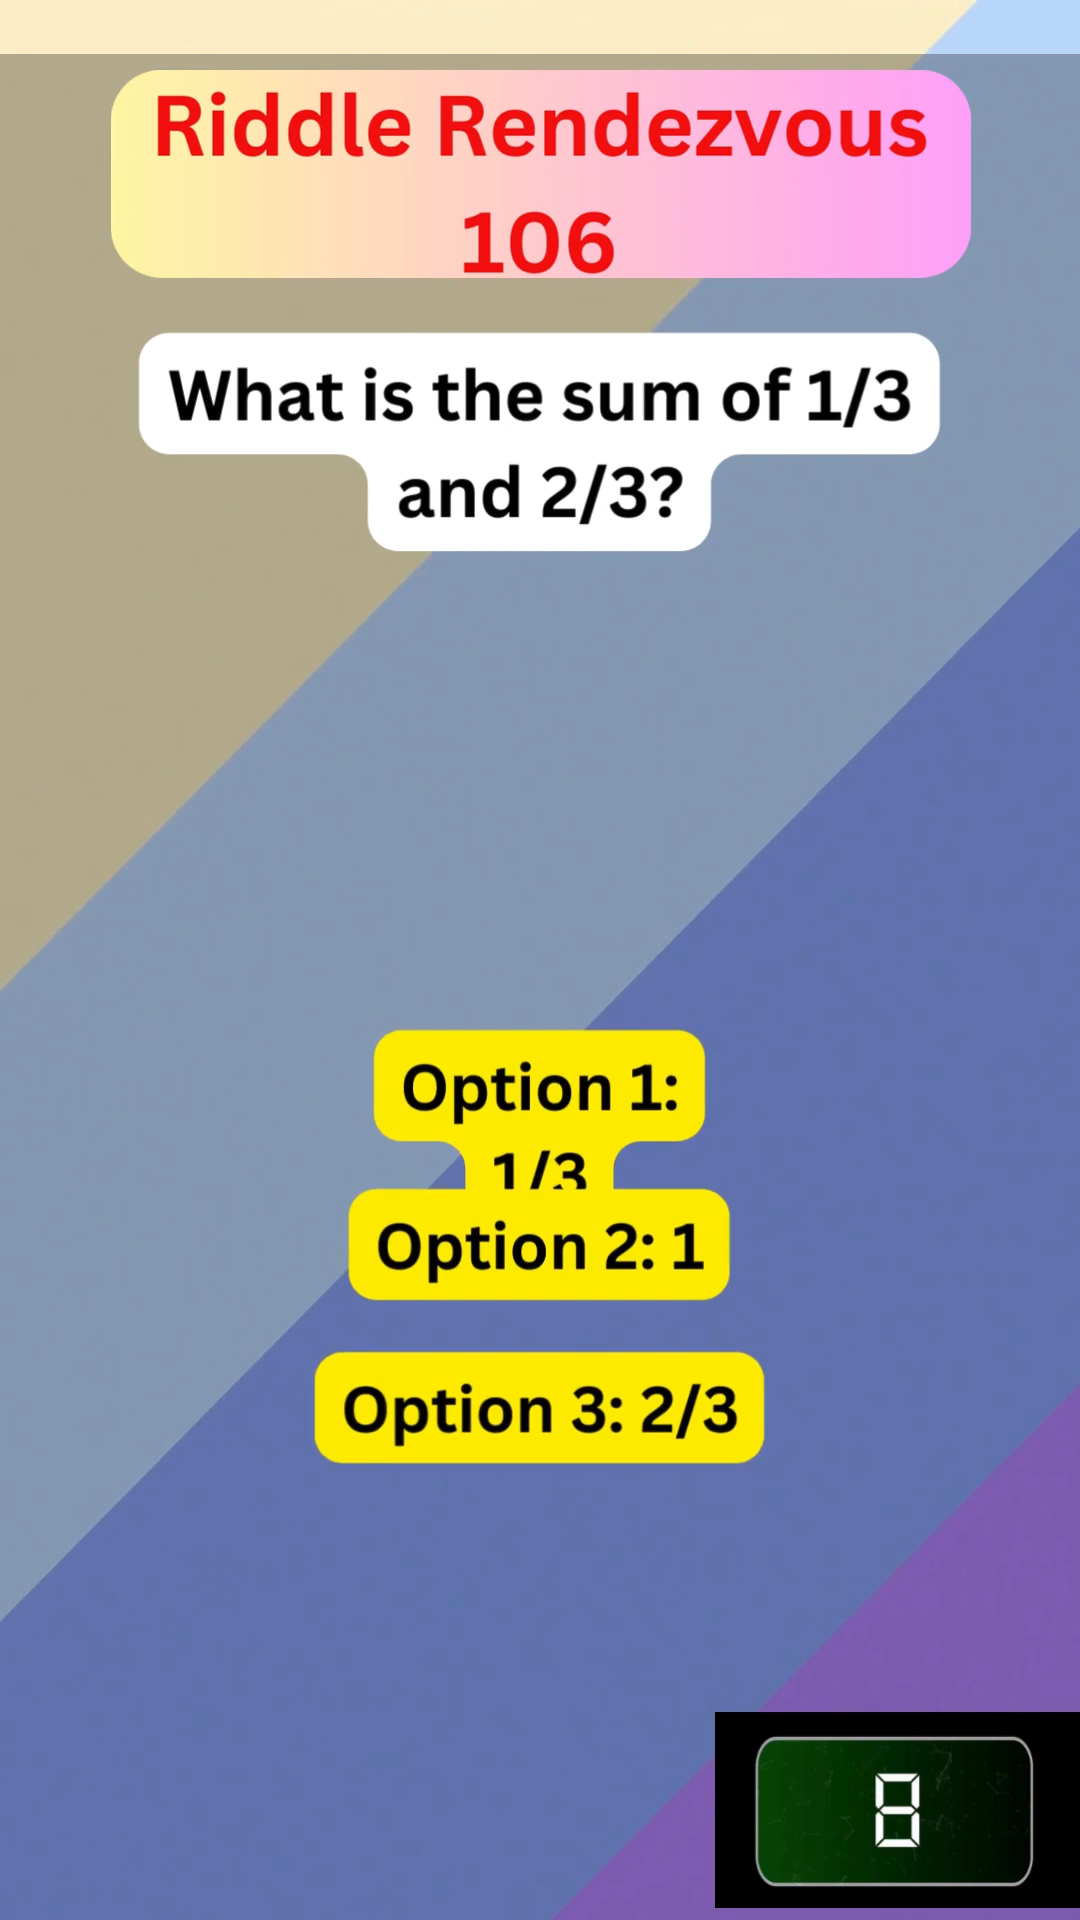 Riddle Rendezvous
106
What is the sum of 1/3
and 2/3?
Option 1:
1/3
Option 2: 1
Option 3: 2/3
8